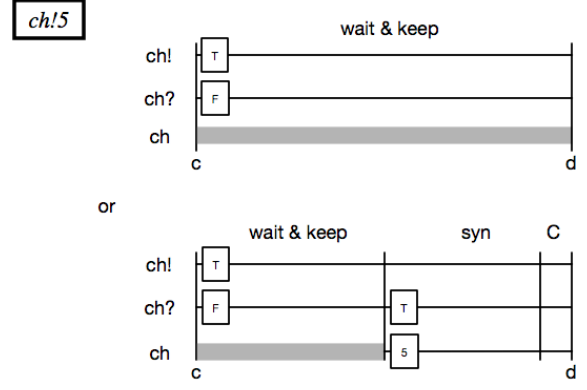 ch!5
wait & keep
ch! T
ch? F
ch
c d
or
wait & keep syn C
ch! T
ch? F T
ch 5
c d